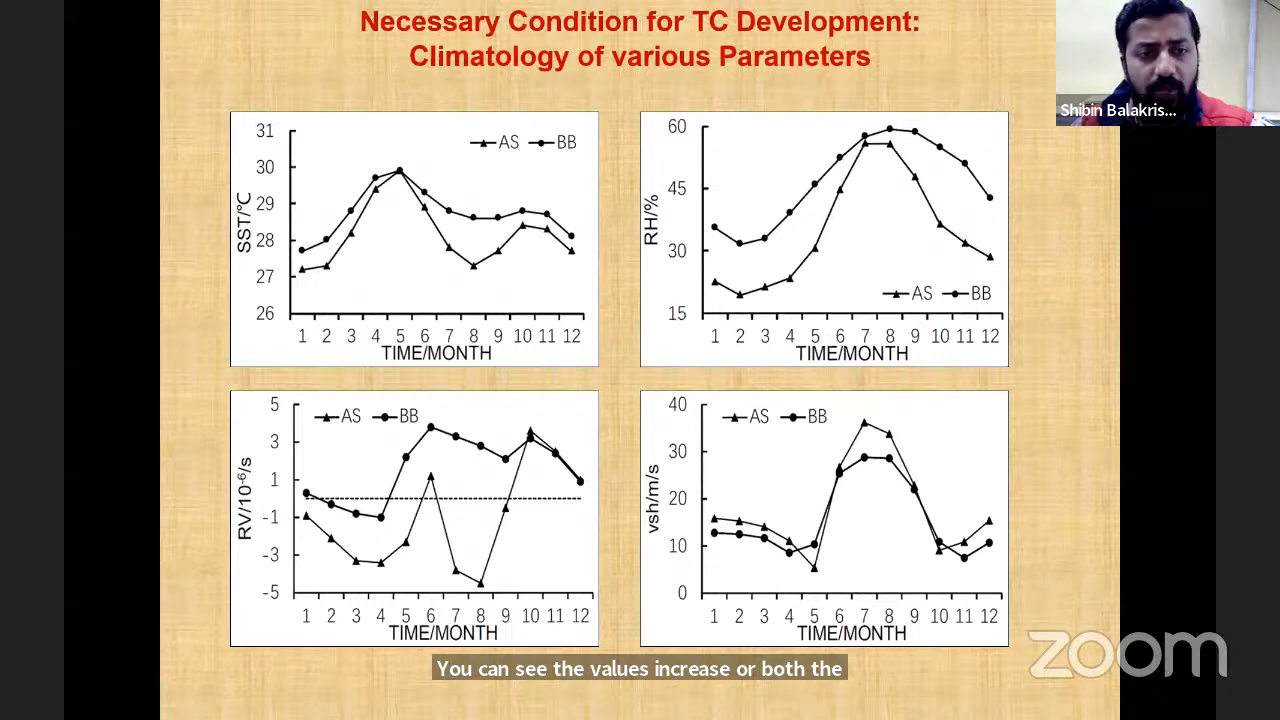 Necessary Condition for TC Development:
Climatology of various Parameters
Shibin Balakris...
31
30
29
28
27
26
SST/℃
AS
BB
1 2 3 4 5 6 7 8 9 10 11 12
TIME/MONTH
60
45
30
15
RH/%
AS
BB
1 2 3 4 5 6 7 8 9 10 11 12
TIME/MONTH
5
3
1
-1
-3
-5
RV/10⁻⁶/s
AS
BB
1 2 3 4 5 6 7 8 9 10 11 12
TIME/MONTH
40
30
20
10
0
vsh/m/s
AS
BB
1 2 3 4 5 6 7 8 9 10 11 12
TIME/MONTH
You can see the values increase or both the
zoom